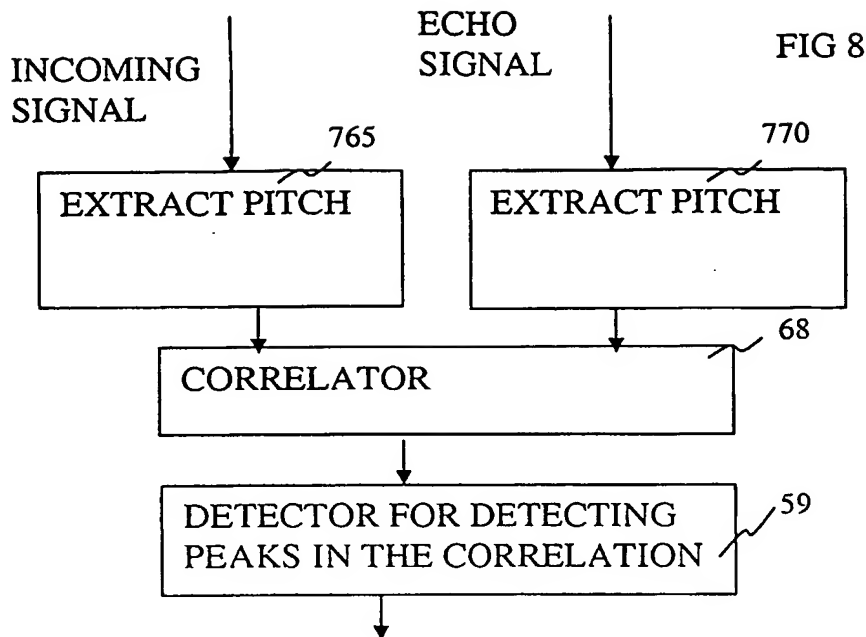 INCOMING
SIGNAL
ECHO
SIGNAL
FIG 8
765
EXTRACT PITCH
770
EXTRACT PITCH
68
CORRELATOR
59
DETECTOR FOR DETECTING
PEAKS IN THE CORRELATION